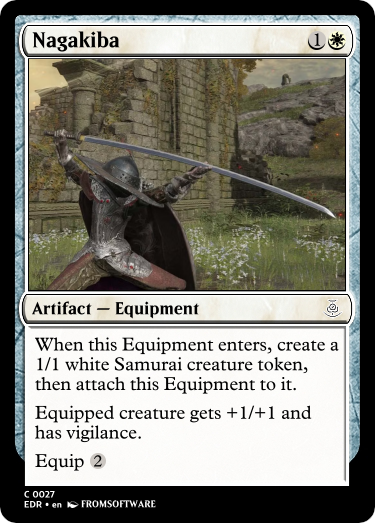 Nagakiba 1
Artifact — Equipment
When this Equipment enters, create a
1/1 white Samurai creature token,
then attach this Equipment to it.
Equipped creature gets +1/+1 and
has vigilance.
Equip 2
C 0027
EDR • en FROMSOFTWARE